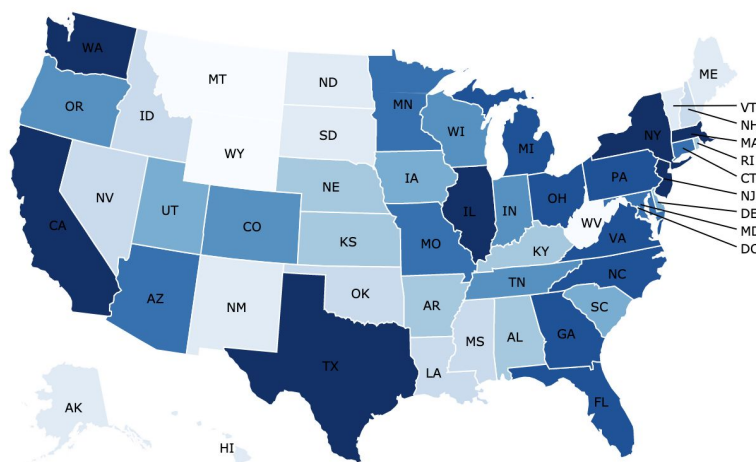 WA
MT
ND
ME
OR
ID
SD
MN
WI
MI
NY
VT
NH
MA
RI
CT
NJ
DE
MD
DC
WY
NV
UT
CO
NE
IA
IL
IN
OH
PA
WV
VA
CA
KS
MO
KY
NC
TN
AZ
NM
OK
AR
SC
MS
AL
GA
TX
LA
FL
AK
HI